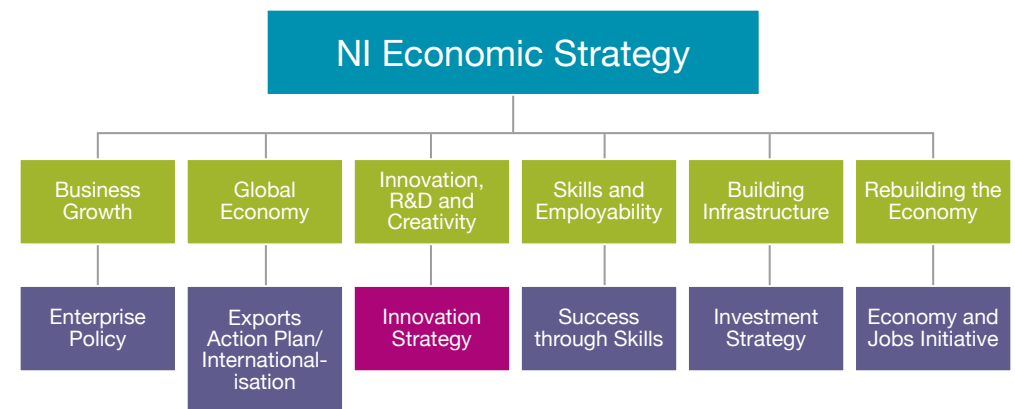 NI Economic Strategy
Business
Growth
Global
Economy
Innovation,
R&D and
Creativity
Skills and
Employability
Building
Infrastructure
Rebuilding the
Economy
Enterprise
Policy
Exports
Action Plan/
International-
isation
Innovation
Strategy
Success
through Skills
Investment
Strategy
Economy and
Jobs Initiative